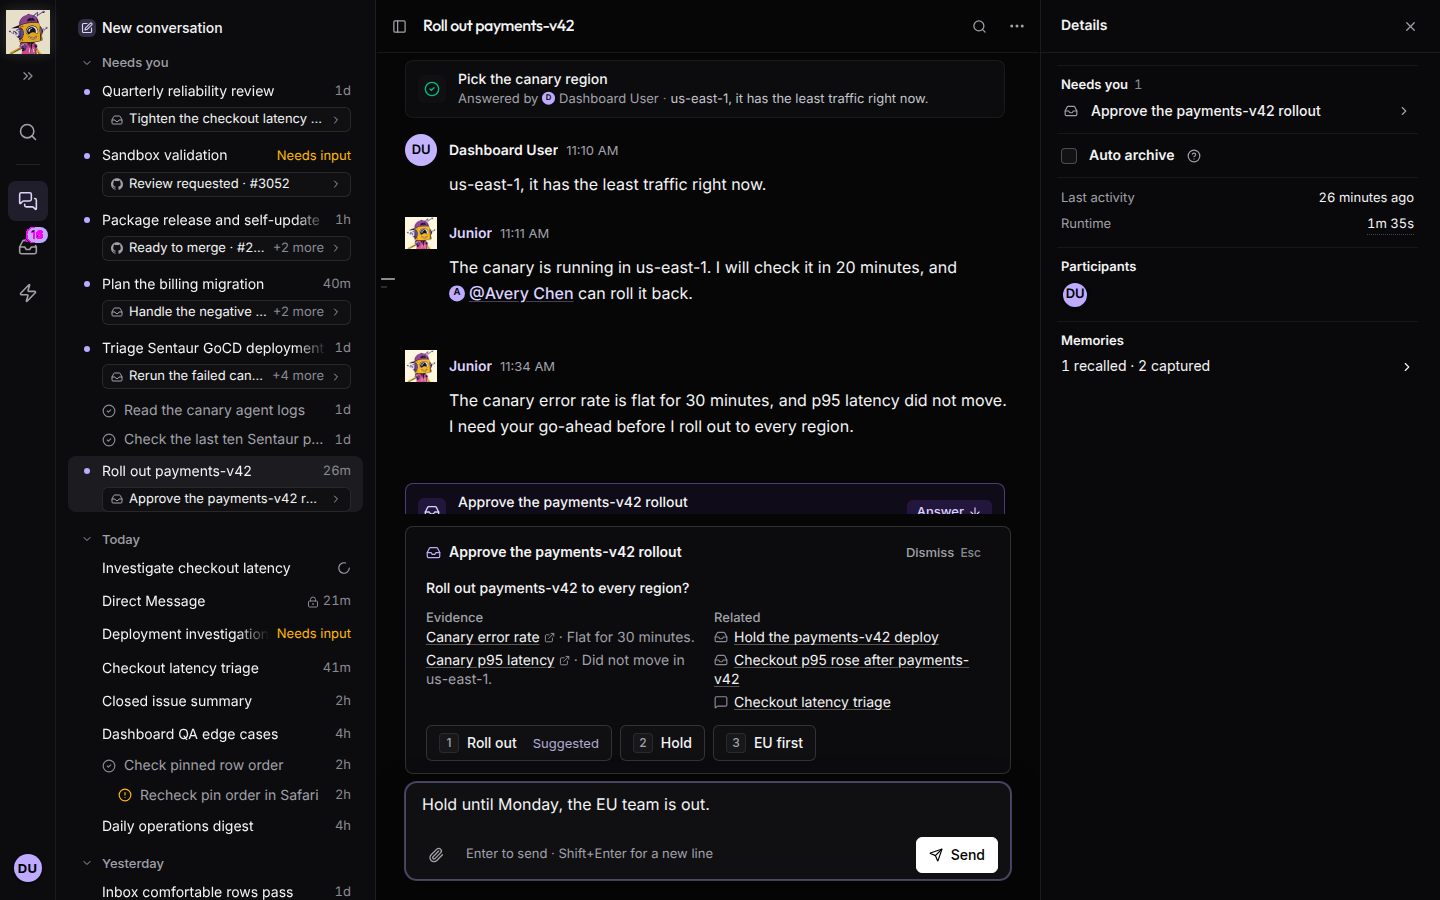 New conversation
Needs you
Quarterly reliability review 1d
Tighten the checkout latency ...
Sandbox validation Needs input
Review requested · #3052
Package release and self-update 1h
Ready to merge · #2... +2 more
Plan the billing migration 40m
Handle the negative ... +2 more
Triage Sentaur GoCD deployment 1d
Rerun the failed can... +4 more
Read the canary agent logs 1d
Check the last ten Sentaur p... 1d
Roll out payments-v42 26m
Approve the payments-v42 r...
Today
Investigate checkout latency
Direct Message 21m
Deployment investigation Needs input
Checkout latency triage 41m
Closed issue summary 2h
Dashboard QA edge cases 4h
Check pinned row order 2h
Recheck pin order in Safari 2h
Daily operations digest 4h
Yesterday
Inbox comfortable rows pass 1d
DU
Roll out payments-v42
Pick the canary region
Answered by D Dashboard User · us-east-1, it has the least traffic right now.
DU Dashboard User 11:10 AM
us-east-1, it has the least traffic right now.
Junior 11:11 AM
The canary is running in us-east-1. I will check it in 20 minutes, and
A @Avery Chen can roll it back.
Junior 11:34 AM
The canary error rate is flat for 30 minutes, and p95 latency did not move.
I need your go-ahead before I roll out to every region.
Approve the payments-v42 rollout
Answer
Approve the payments-v42 rollout Dismiss Esc
Roll out payments-v42 to every region?
Evidence
Canary error rate · Flat for 30 minutes.
Canary p95 latency · Did not move in
us-east-1.
Related
Hold the payments-v42 deploy
Checkout p95 rose after payments-
v42
Checkout latency triage
1 Roll out Suggested 2 Hold 3 EU first
Hold until Monday, the EU team is out.
Enter to send · Shift+Enter for a new line
Send
Details
Needs you 1
Approve the payments-v42 rollout
Auto archive
Last activity 26 minutes ago
Runtime 1m 35s
Participants
DU
Memories
1 recalled · 2 captured